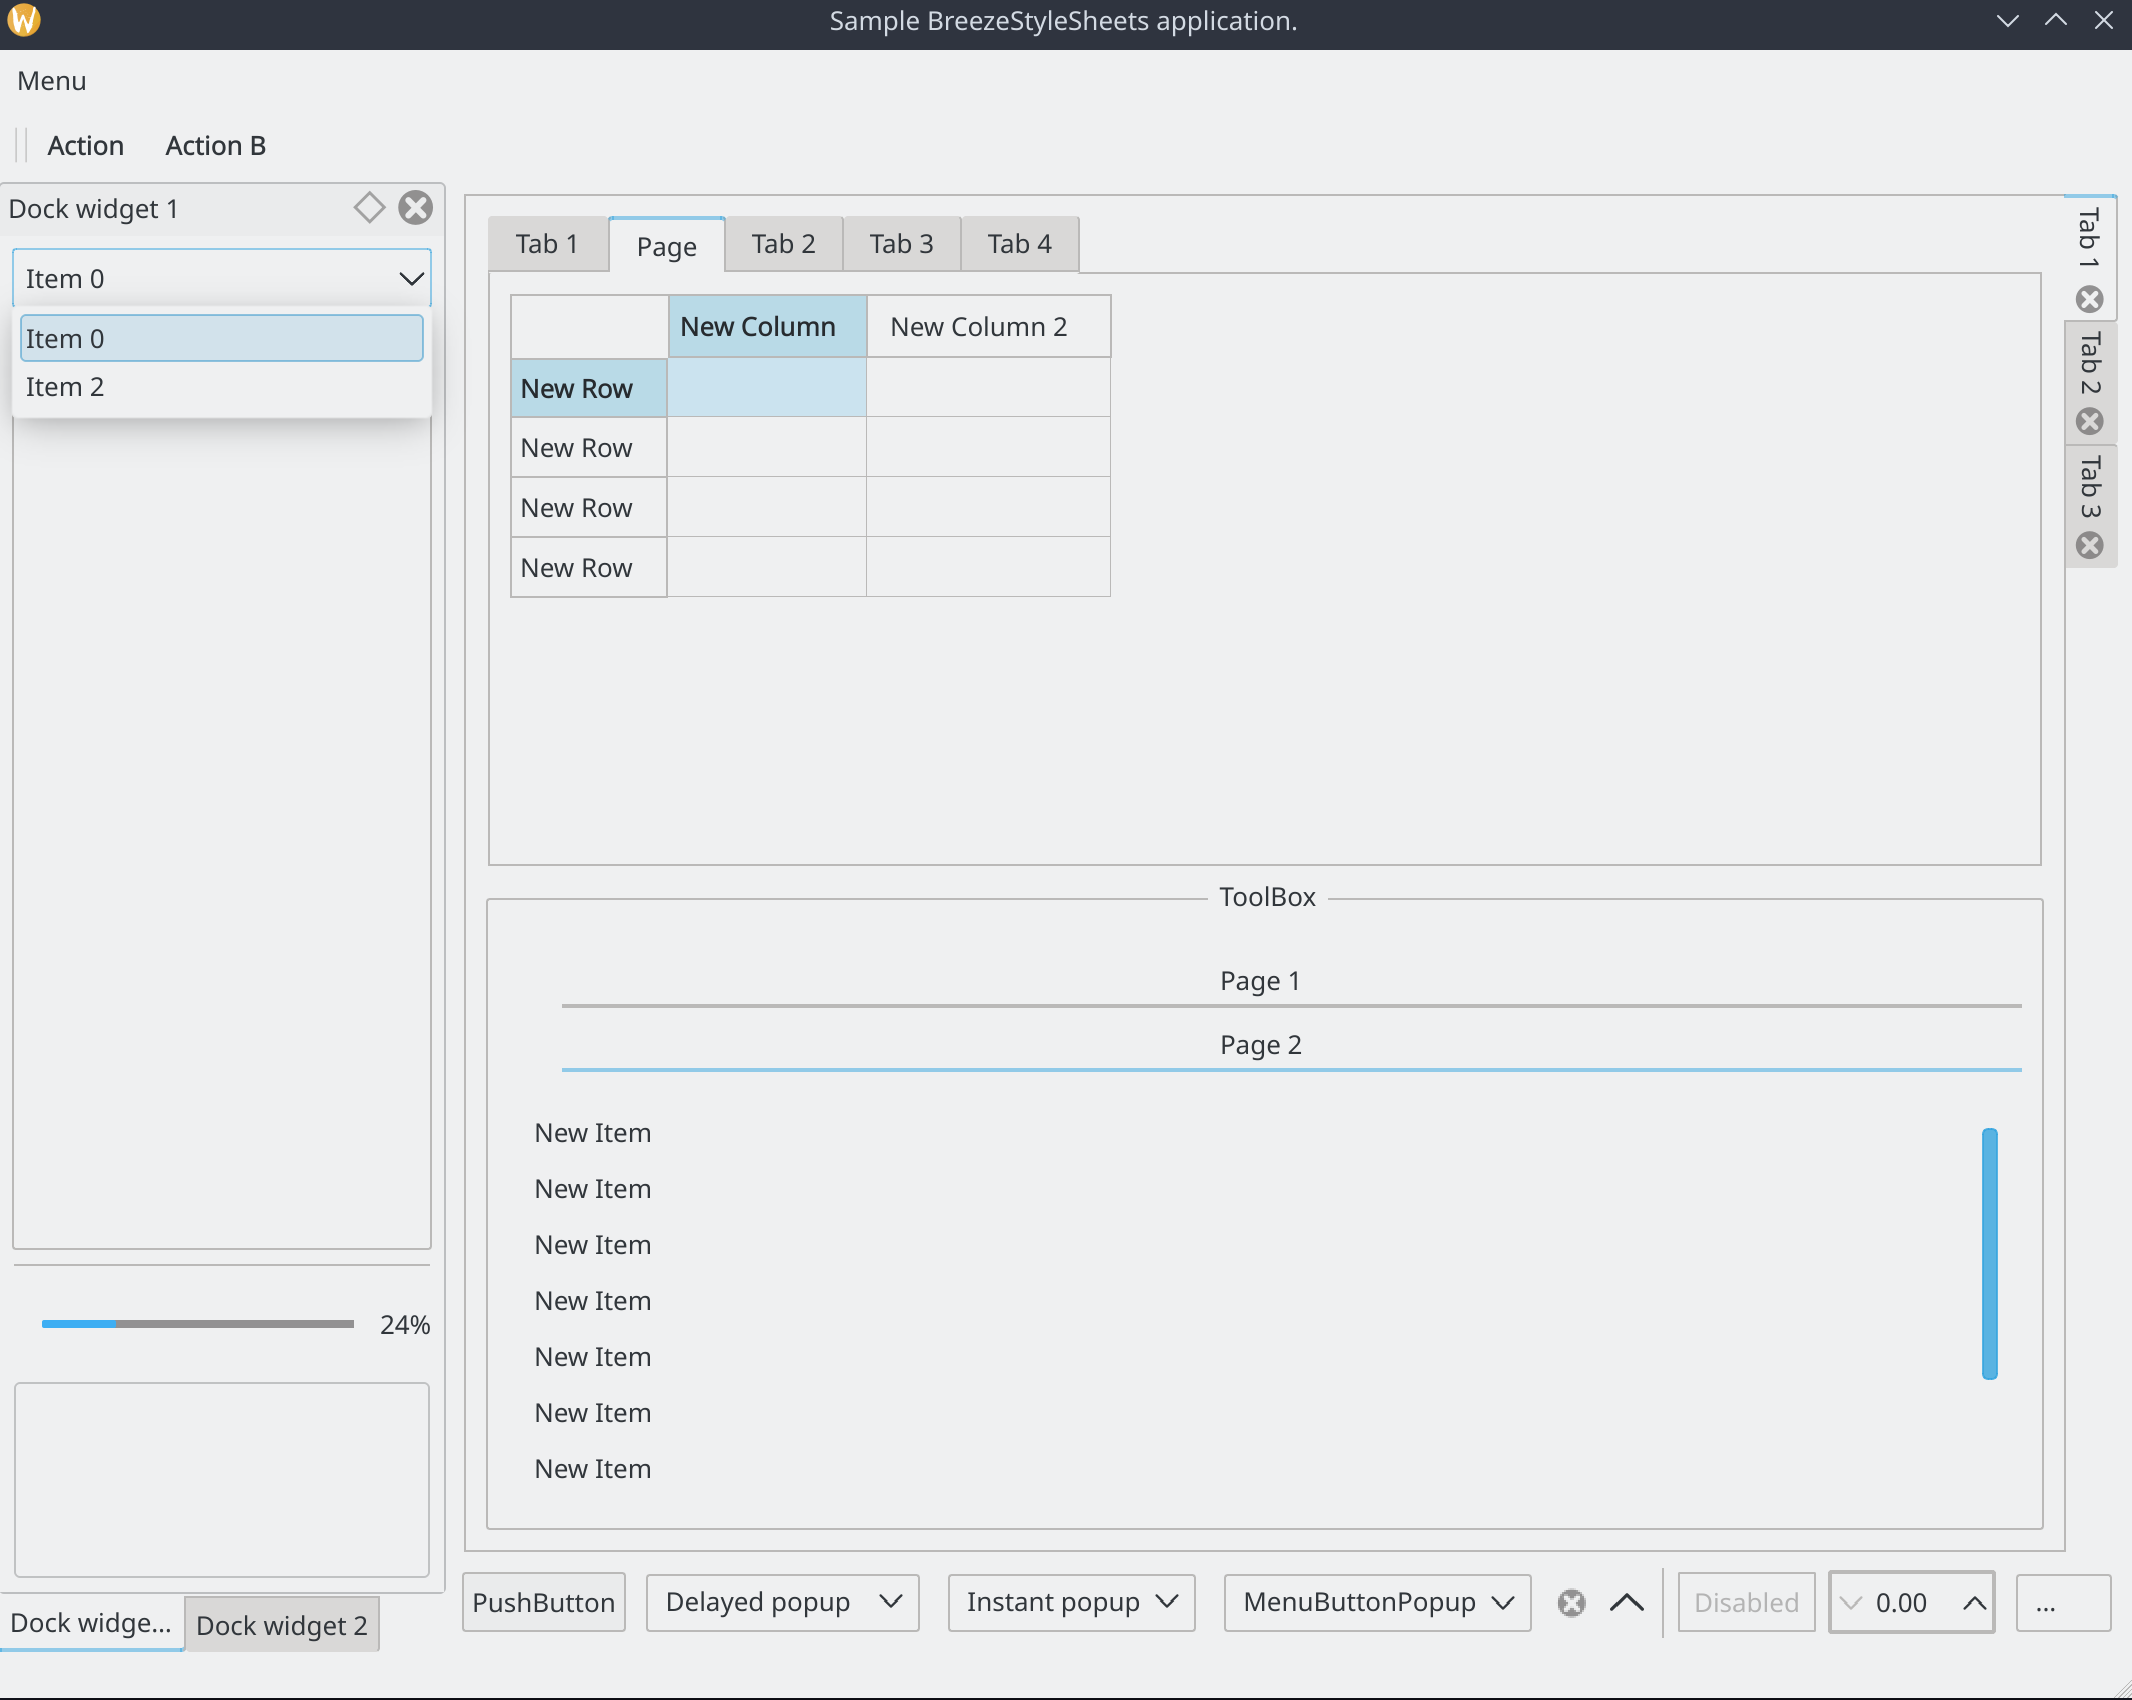 Sample BreezeStyleSheets application.
Menu
Action Action B
Dock widget 1
Item 0
Item 0
Item 2
24%
Dock widge... Dock widget 2
Tab 1 Page Tab 2 Tab 3 Tab 4
New Column New Column 2
New Row
New Row
New Row
New Row
ToolBox
Page 1
Page 2
New Item
New Item
New Item
New Item
New Item
New Item
New Item
Tab 1
Tab 2
Tab 3
PushButton Delayed popup Instant popup MenuButtonPopup Disabled 0.00 ...